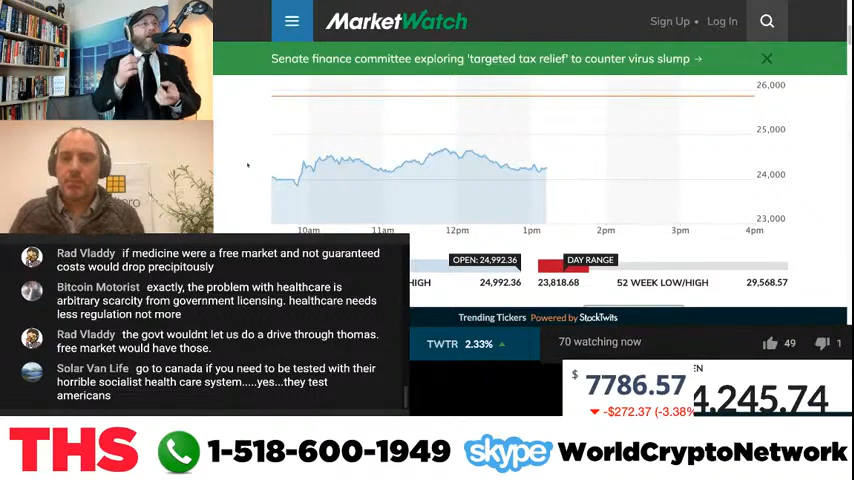 MarketWatch
Sign Up • Log In
Senate finance committee exploring 'targeted tax relief' to counter virus slump →
26,000
25,000
24,000
23,000
10am 11am 12pm 1pm 2pm 3pm 4pm
OPEN: 24,992.36
DAY RANGE
HIGH 24,992.36 23,818.68 52 WEEK LOW/HIGH 29,568.57
Trending Tickers Powered by StockTwits
TWTR 2.33%
70 watching now 49 1
Rad Vladdy if medicine were a free market and not guaranteed
costs would drop precipitously
Bitcoin Motorist exactly, the problem with healthcare is
arbitrary scarcity from government licensing. healthcare needs
less regulation not more
Rad Vladdy the govt wouldnt let us do a drive through thomas.
free market would have those.
Solar Van Life go to canada if you need to be tested with their
horrible socialist health care system.....yes...they test
americans
$ 7786.57
-$272.37 (-3.38%
EN
4,245.74
THS 1-518-600-1949 skype WorldCryptoNetwork